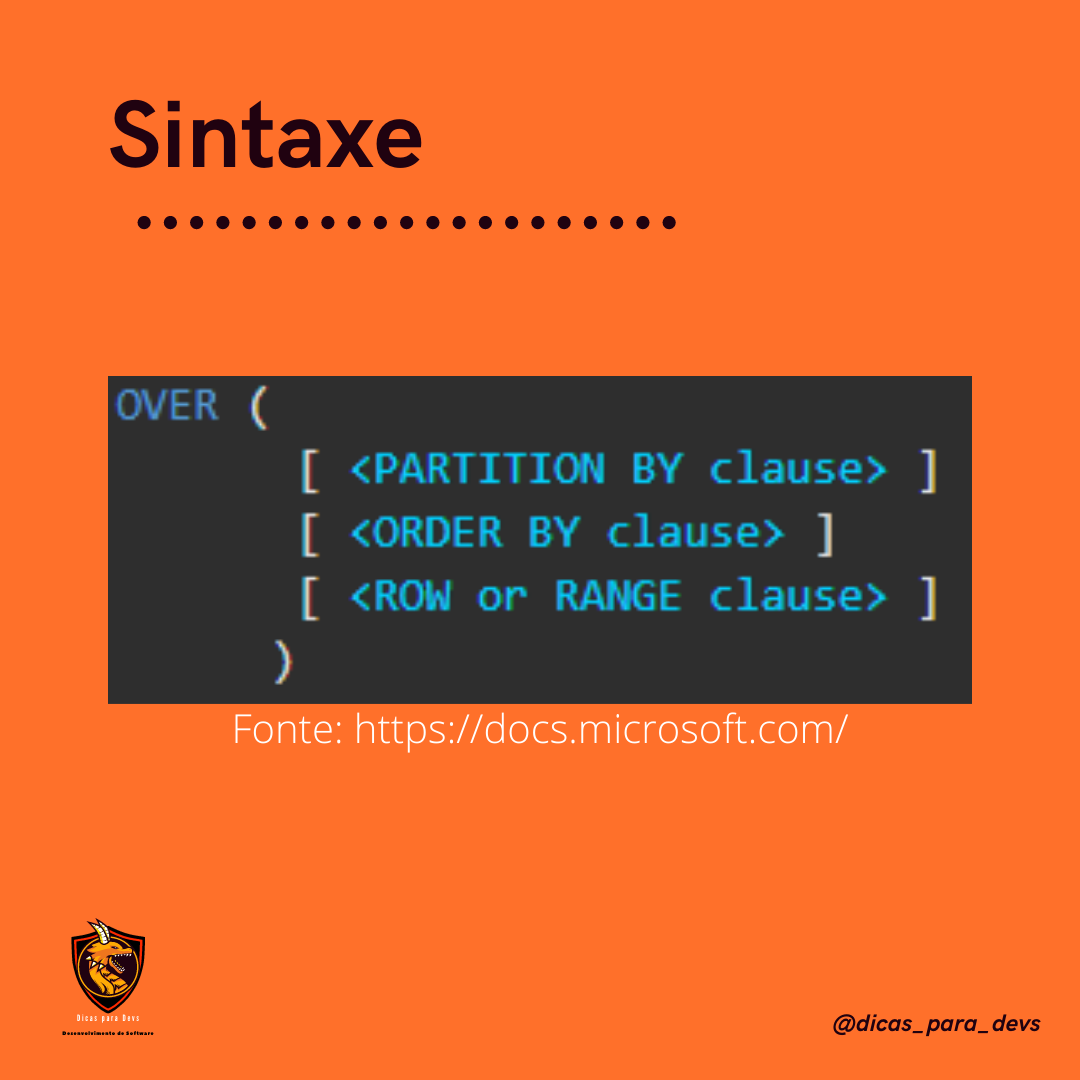 Sintaxe
OVER (
[ <PARTITION BY clause> ]
[ <ORDER BY clause> ]
[ <ROW or RANGE clause> ]
)
Fonte: https://docs.microsoft.com/
Dicas para Devs
Desenvolvimento de Software
@dicas_para_devs